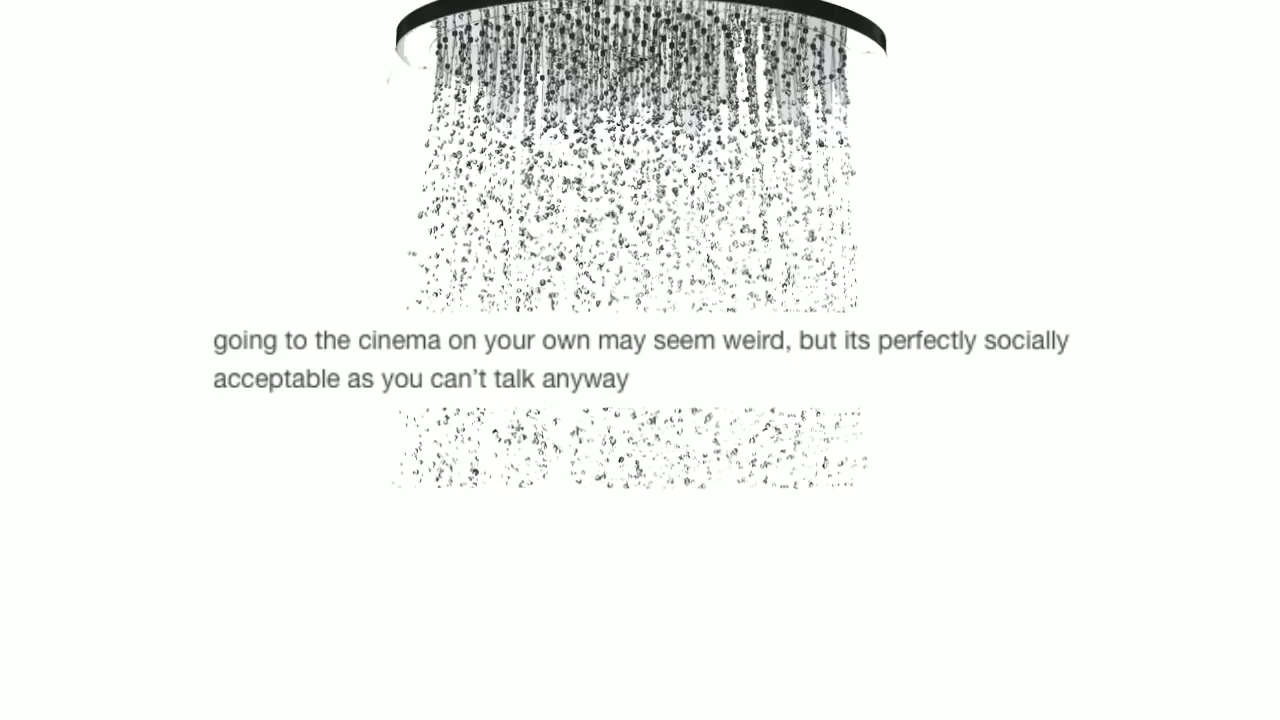 going to the cinema on your own may seem weird, but its perfectly socially
acceptable as you can't talk anyway